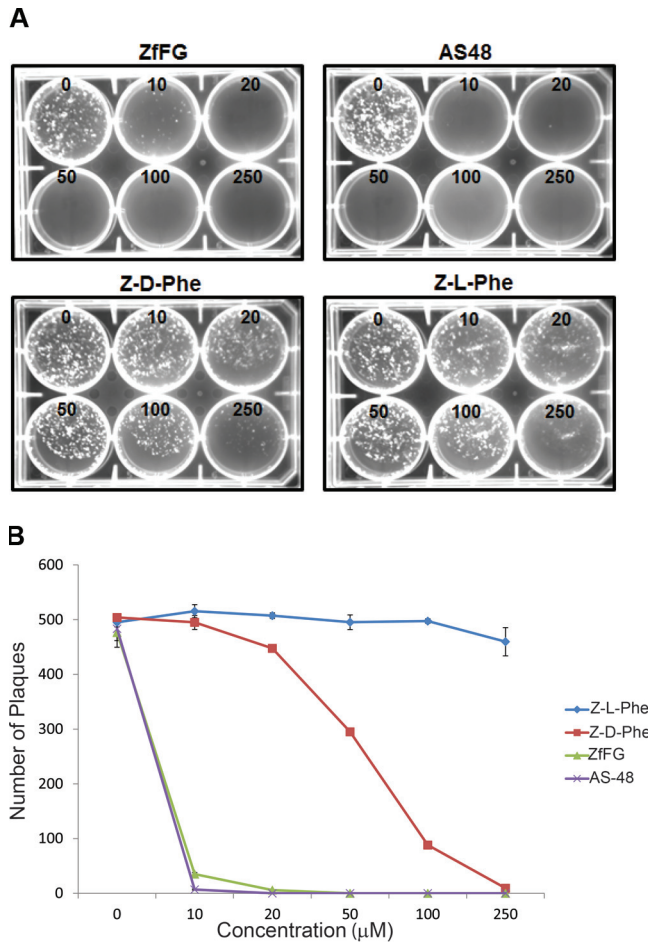 A
ZfFG
0 10 20
50 100 250
AS48
0 10 20
50 100 250
Z-D-Phe
0 10 20
50 100 250
Z-L-Phe
0 10 20
50 100 250
B
Number of Plaques
600
500
400
300
200
100
0
0 10 20 50 100 250
Concentration (µM)
Z-L-Phe
Z-D-Phe
ZfFG
AS-48